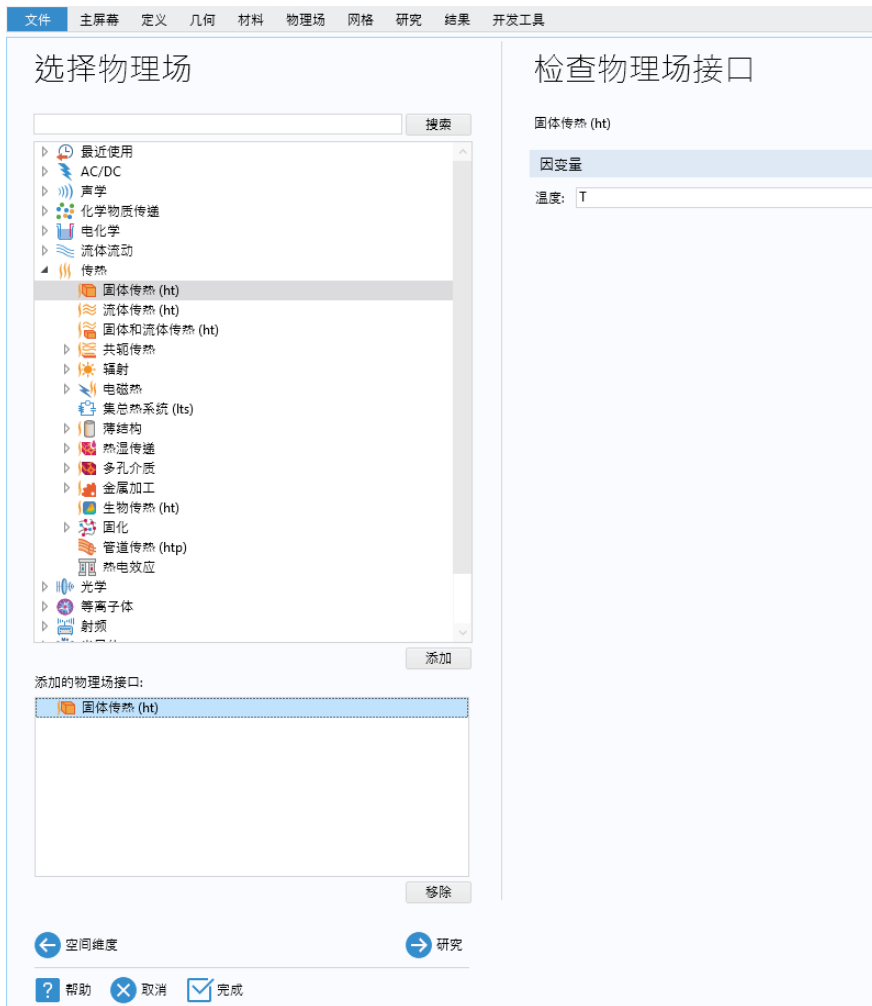 文件 主屏幕 定义 几何 材料 物理场 网格 研究 结果 开发工具
选择物理场
搜索
最近使用
AC/DC
声学
化学物质传递
电化学
流体流动
传热
固体传热 (ht)
流体传热 (ht)
固体和流体传热 (ht)
共轭传热
辐射
电磁热
集总热系统 (lts)
薄结构
热湿传递
多孔介质
金属加工
生物传热 (ht)
固化
管道传热 (htp)
热电效应
光学
等离子体
射频
添加
添加的物理场接口:
固体传热 (ht)
移除
空间维度 研究
帮助 取消 完成
检查物理场接口
固体传热 (ht)
因变量
温度: T